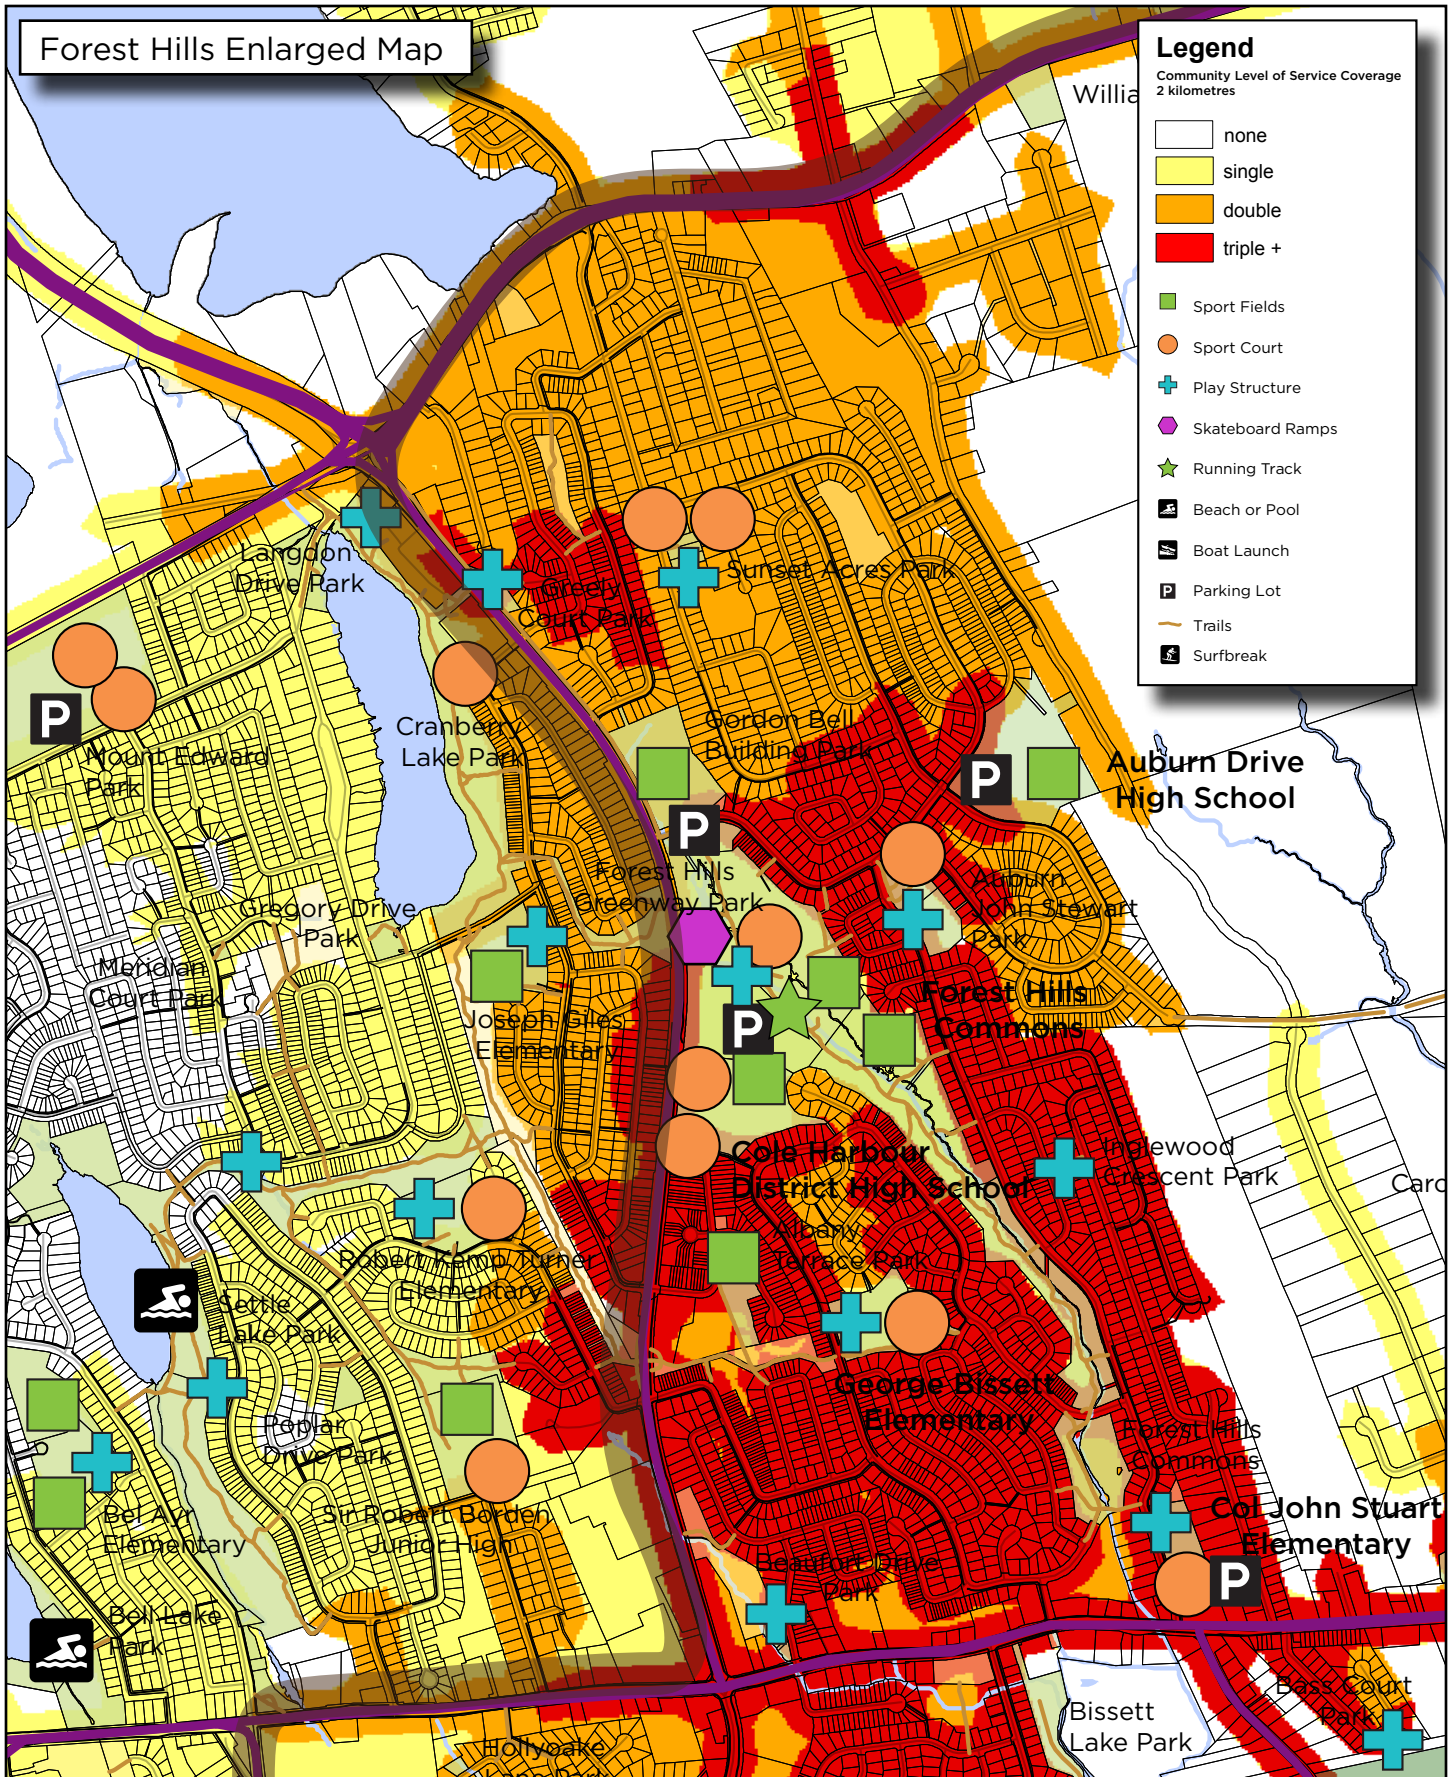 Forest Hills Enlarged Map
Legend
Community Level of Service Coverage
2 kilometres
none
single
double
triple +
Sport Fields
Sport Court
Play Structure
Skateboard Ramps
Running Track
Beach or Pool
Boat Launch
P Parking Lot
Trails
Surfbreak
Langdon
Drive Park
Greely
Court Park
Sunset Acres Park
P
Mount Edward
Park
Cranberry
Lake Park
Gordon Bell
Building Park
P
Auburn Drive
High School
P
Forest Hills
Greenway Park
Auburn
John Stewart
Park
Gregory Drive
Park
Meridian
Court Park
Joseph Giles
Elementary
P
Forest Hills
Commons
Cole Harbour
District High School
Inglewood
Crescent Park
Albany
Terrace Park
Robert Kemp Turner
Elementary
Settle
Lake Park
George Bissett
Elementary
Poplar
Drive Park
Forest Hills
Commons
Bel Ayr
Elementary
Sir Robert Borden
Junior High
Col John Stuart
Elementary
P
Beaufort Drive
Park
Bell Lake
Park
Bissett
Lake Park
Bass Court
Park
Hollyoake